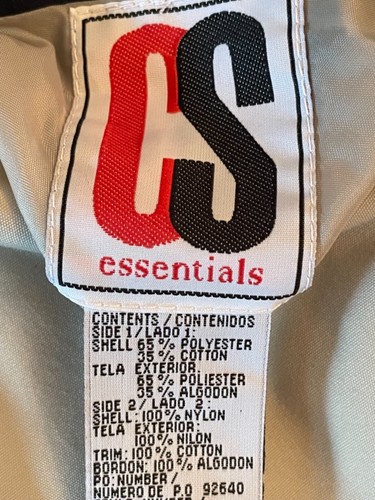 CS
essentials
CONTENTS/CONTENIDOS
SIDE 1/LADO 1:
SHELL 65% POLYESTER
35% COTTON
TELA EXTERIOR:
65% POLIESTER
35% ALGODON
SIDE 2/LADO 2:
SHELL: 100% NYLON
TELA EXTERIOR:
100% NILON
TRIM: 100% COTTON
BORDON: 100% ALGODON
PO: NUMBER/
NUMERO DE P.O 92640